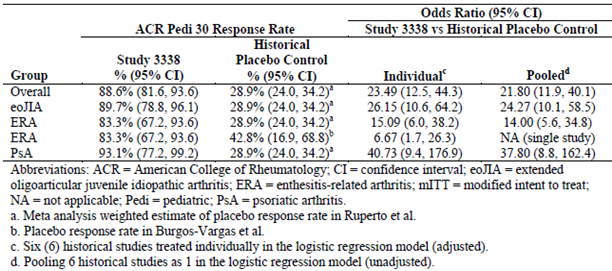 Odds Ratio (95% CI)
ACR Pedi 30 Response Rate Study 3338 vs Historical Placebo Control
Historical
Study 3338 Placebo Control Individualᶜ Pooledᵈ
Group % (95% CI) % (95% CI)
Overall 88.6% (81.6, 93.6) 28.9% (24.0, 34.2)ᵃ 23.49 (12.5, 44.3) 21.80 (11.9, 40.1)
eoJIA 89.7% (78.8, 96.1) 28.9% (24.0, 34.2)ᵃ 26.15 (10.6, 64.2) 24.27 (10.1, 58.5)
ERA 83.3% (67.2, 93.6) 28.9% (24.0, 34.2)ᵃ 15.09 (6.0, 38.2) 14.00 (5.6, 34.8)
ERA 83.3% (67.2, 93.6) 42.8% (16.9, 68.8)ᵇ 6.67 (1.7, 26.3) NA (single study)
PsA 93.1% (77.2, 99.2) 28.9% (24.0, 34.2)ᵃ 40.73 (9.4, 176.9) 37.80 (8.8, 162.4)
Abbreviations: ACR = American College of Rheumatology; CI = confidence interval; eoJIA = extended
oligoarticular juvenile idiopathic arthritis; ERA = enthesitis-related arthritis; mITT = modified intent to treat;
NA = not applicable; Pedi = pediatric; PsA = psoriatic arthritis.
a. Meta analysis weighted estimate of placebo response rate in Ruperto et al.
b. Placebo response rate in Burgos-Vargas et al.
c. Six (6) historical studies treated individually in the logistic regression model (adjusted).
d. Pooling 6 historical studies as 1 in the logistic regression model (unadjusted).